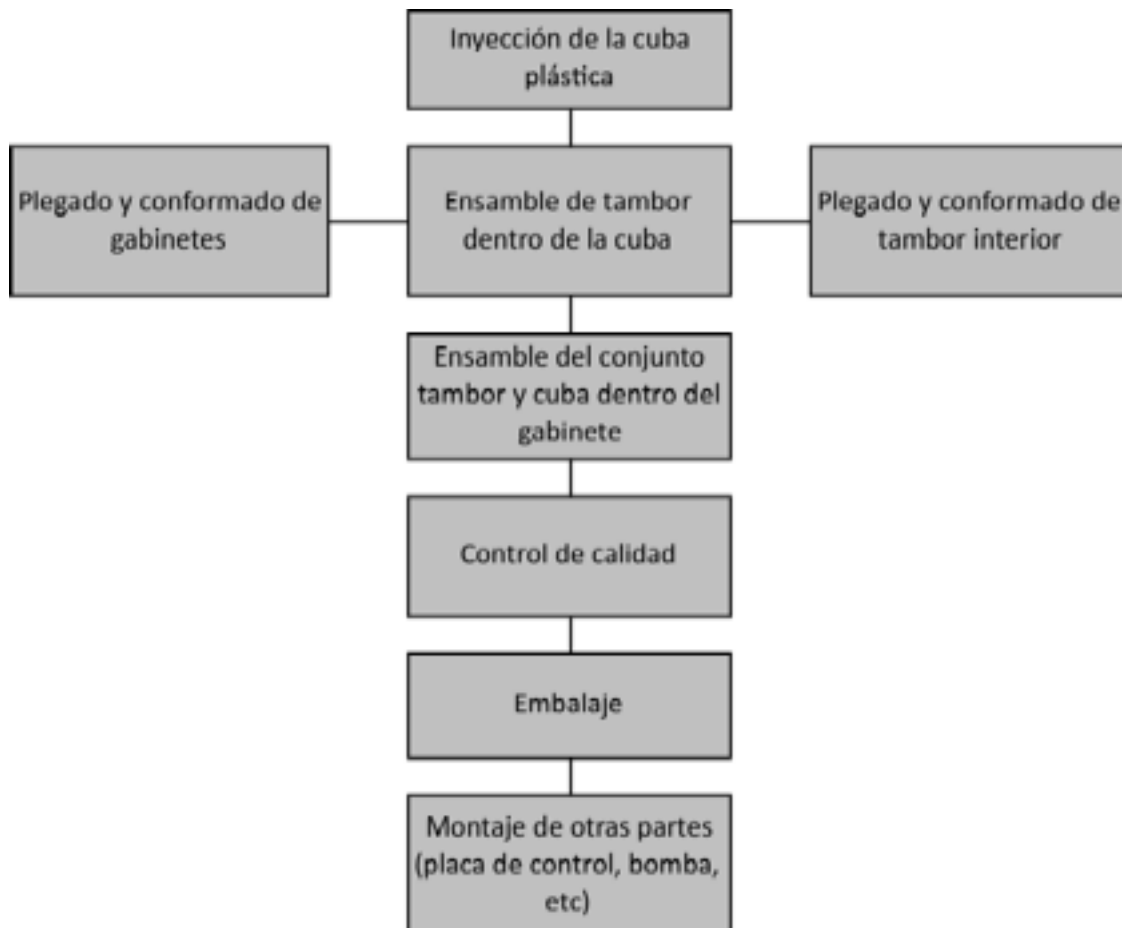 Inyección de la cuba
plástica
Plegado y conformado de
gabinetes
Ensamble de tambor
dentro de la cuba
Plegado y conformado de
tambor interior
Ensamble del conjunto
tambor y cuba dentro del
gabinete
Control de calidad
Embalaje
Montaje de otras partes
(placa de control, bomba,
etc)